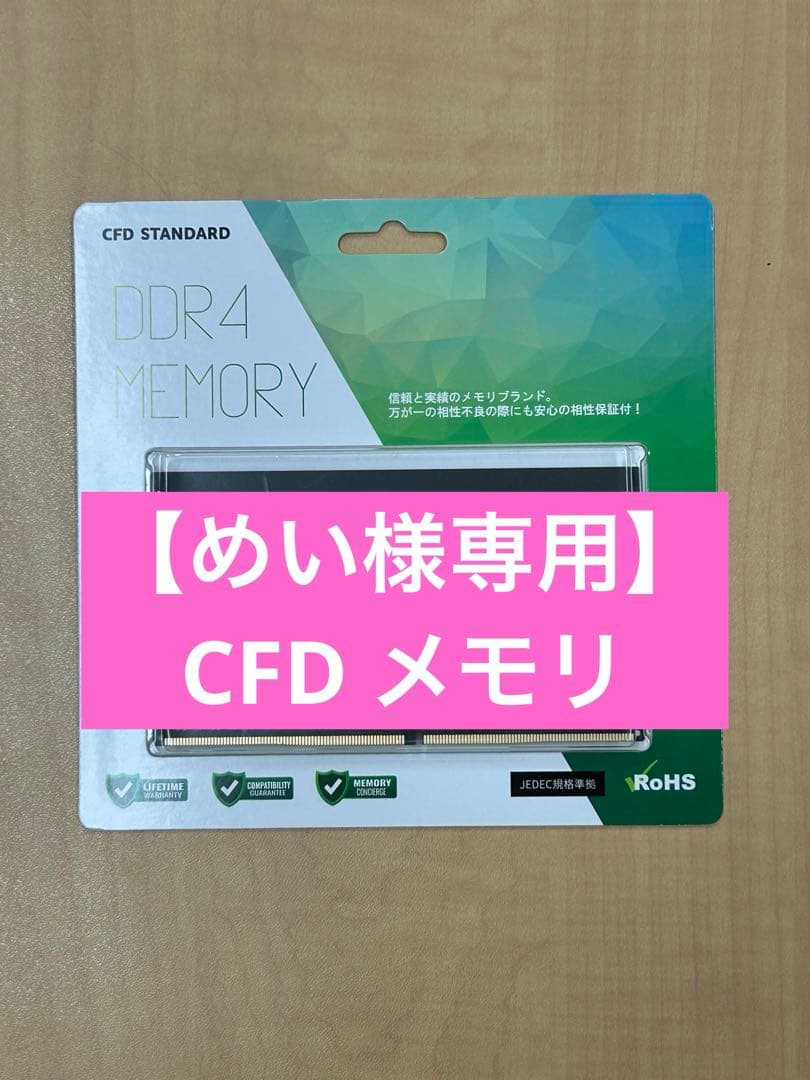 CFD STANDARD
DDR4
MEMORY
信頼と実績のメモリブランド。
万が一の相性不良の際にも安心の相性保証付！
【めい様専用】
CFD メモリ
LIFETIME
WARRANTY
COMPATIBILITY
GUARANTEE
MEMORY
CONCIERGE
JEDEC規格準拠
RoHS